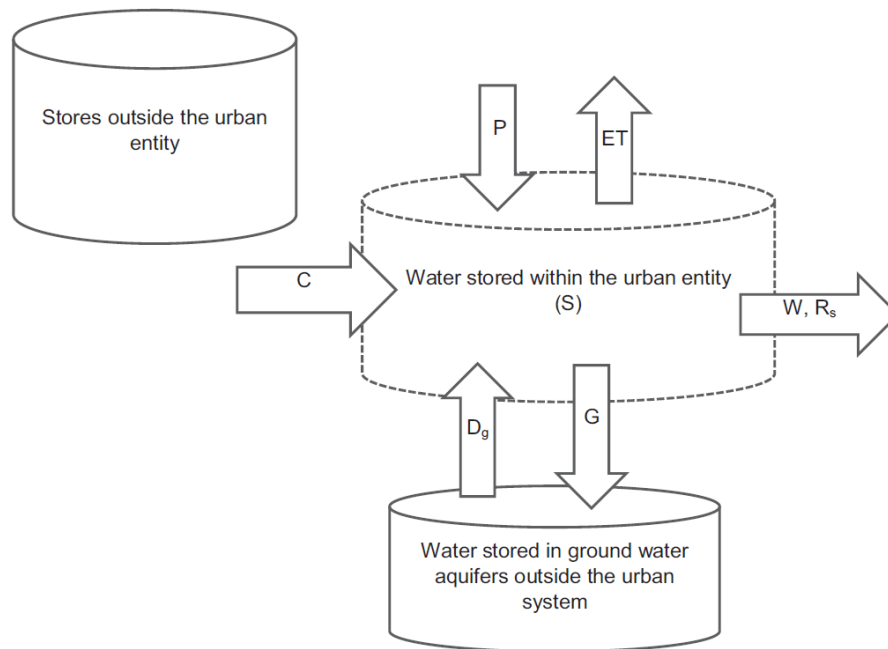 Stores outside the urban
entity
P
ET
C
Water stored within the urban entity
(S)
W, Rₛ
D₉
G
Water stored in ground water
aquifers outside the urban
system